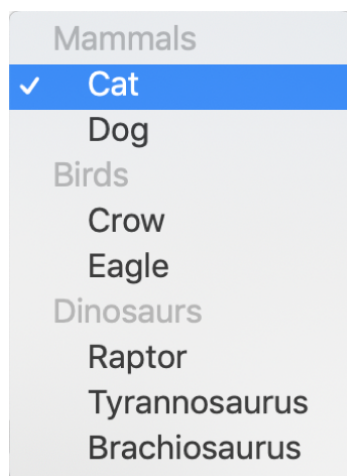 Mammals
Cat
Dog
Birds
Crow
Eagle
Dinosaurs
Raptor
Tyrannosaurus
Brachiosaurus